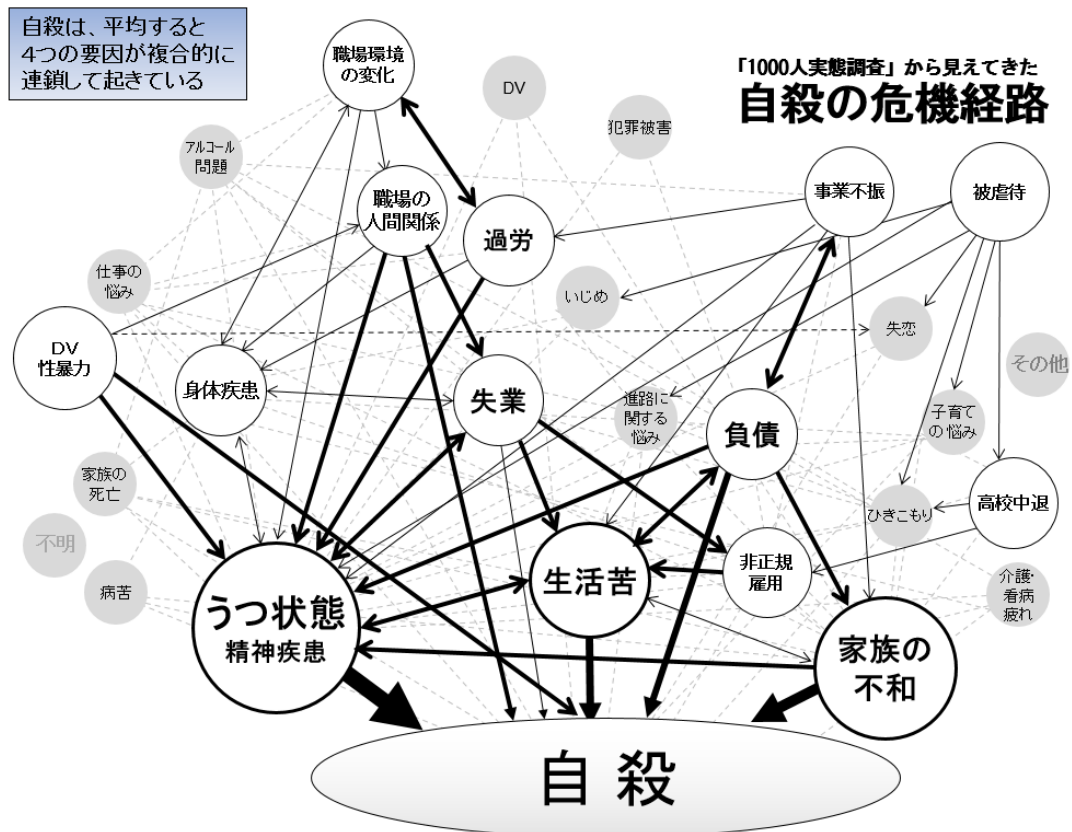 自殺は、平均すると
4つの要因が複合的に
連鎖して起きている
「1000人実態調査」から見えてきた
自殺の危機経路
職場環境
の変化
DV
犯罪被害
アルコール
問題
職場の
人間関係
過労
事業不振
被虐待
仕事の
悩み
いじめ
失恋
DV
性暴力
身体疾患
失業
進路に
関する
悩み
負債
その他
子育て
の悩み
家族の
死亡
ひきこもり
高校中退
不明
病苦
うつ状態
精神疾患
生活苦
非正規
雇用
介護・
看病
疲れ
家族の
不和
自殺